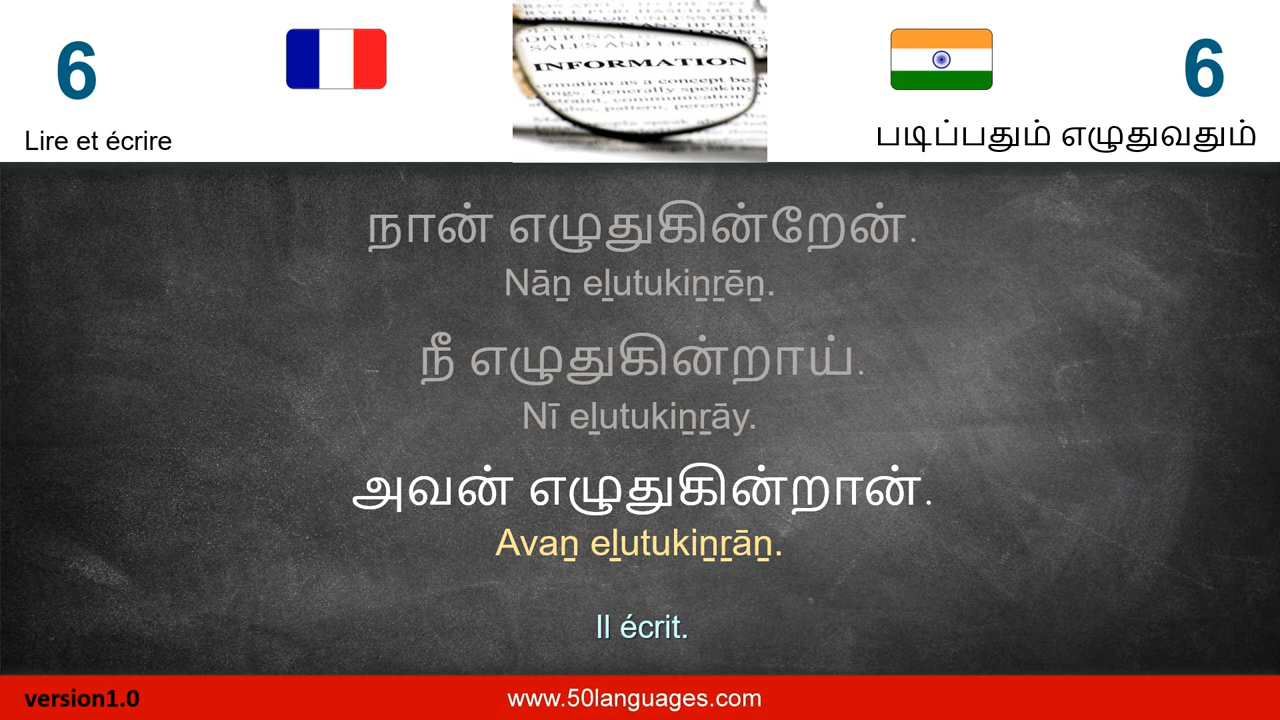 6
6
Lire et écrire
படிப்பதும் எழுதுவதும்
INFORMATION
நான் எழுதுகின்றேன்.
Nāṉ eḻutukiṉṟēṉ.
நீ எழுதுகின்றாய்.
Nī eḻutukiṉṟāy.
அவன் எழுதுகின்றான்.
Avaṉ eḻutukiṉṟāṉ.
Il écrit.
version1.0
www.50languages.com